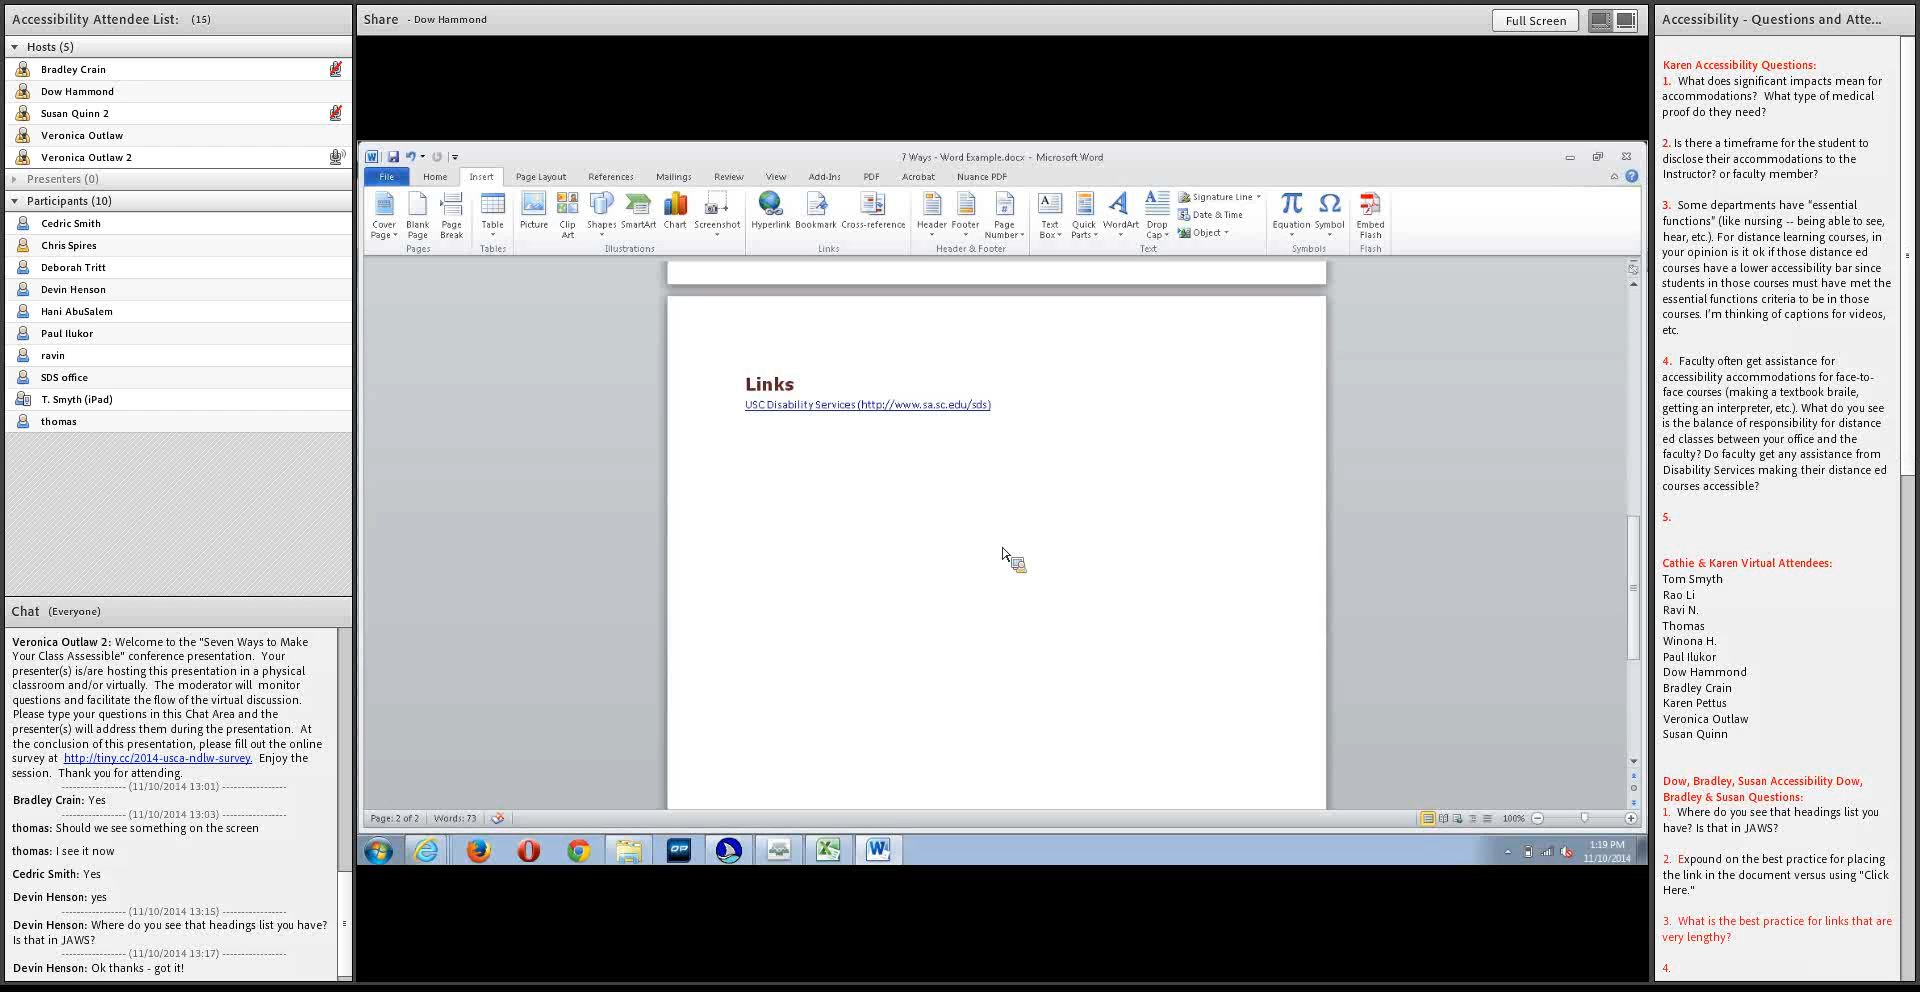 Accessibility Attendee List: (15)
Hosts (5)
Bradley Crain
Dow Hammond
Susan Quinn 2
Veronica Outlaw
Veronica Outlaw 2
Presenters (0)
Participants (10)
Cedric Smith
Chris Spires
Deborah Tritt
Devin Henson
Hani AbuSalem
Paul Ilukor
ravin
SDS office
T. Smyth (iPad)
thomas
Chat (Everyone)
Veronica Outlaw 2: Welcome to the "Seven Ways to Make
Your Class Assessible" conference presentation. Your
presenter(s) is/are hosting this presentation in a physical
classroom and/or virtually. The moderator will monitor
questions and facilitate the flow of the virtual discussion.
Please type your questions in this Chat Area and the
presenter(s) will address them during the presentation. At
the conclusion of this presentation, please fill out the online
survey at http://tiny.cc/2014-usca-ndlw-survey. Enjoy the
session. Thank you for attending.
----------------- (11/10/2014 13:01) -----------------
Bradley Crain: Yes
----------------- (11/10/2014 13:03) -----------------
thomas: Should we see something on the screen
thomas: I see it now
Cedric Smith: Yes
Devin Henson: yes
----------------- (11/10/2014 13:15) -----------------
Devin Henson: Where do you see that headings list you have?
Is that in JAWS?
----------------- (11/10/2014 13:17) -----------------
Devin Henson: Ok thanks - got it!
Share - Dow Hammond
Full Screen
7 Ways - Word Example.docx - Microsoft Word
File Home Insert Page Layout References Mailings Review View Add-Ins PDF Acrobat Nuance PDF
Cover Page Blank Page Page Break Table Picture Clip Art Shapes SmartArt Chart Screenshot Hyperlink Bookmark Cross-reference Header Footer Page Number Text Box Quick Parts WordArt Drop Cap Signature Line Date & Time Object Equation Symbol Embed Flash
Pages Tables Illustrations Links Header & Footer Text Symbols Flash
Links
USC Disability Services (http://www.sa.sc.edu/sds)
Page: 2 of 2 Words: 73
100%
OP
1:19 PM
11/10/2014
Accessibility - Questions and Atte...
Karen Accessibility Questions:
1. What does significant impacts mean for
accommodations? What type of medical
proof do they need?
2. Is there a timeframe for the student to
disclose their accommodations to the
Instructor? or faculty member?
3. Some departments have "essential
functions" (like nursing -- being able to see,
hear, etc.). For distance learning courses, in
your opinion is it ok if those distance ed
courses have a lower accessibility bar since
students in those courses must have met the
essential functions criteria to be in those
courses. I'm thinking of captions for videos,
etc.
4. Faculty often get assistance for
accessibility accommodations for face-to-
face courses (making a textbook braile,
getting an interpreter, etc.). What do you see
is the balance of responsibility for distance
ed classes between your office and the
faculty? Do faculty get any assistance from
Disability Services making their distance ed
courses accessible?
5.
Cathie & Karen Virtual Attendees:
Tom Smyth
Rao Li
Ravi N.
Thomas
Winona H.
Paul Ilukor
Dow Hammond
Bradley Crain
Karen Pettus
Veronica Outlaw
Susan Quinn
Dow, Bradley, Susan Accessibility Dow,
Bradley & Susan Questions:
1. Where do you see that headings list you
have? Is that in JAWS?
2. Expound on the best practice for placing
the link in the document versus using "Click
Here."
3. What is the best practice for links that are
very lengthy?
4.